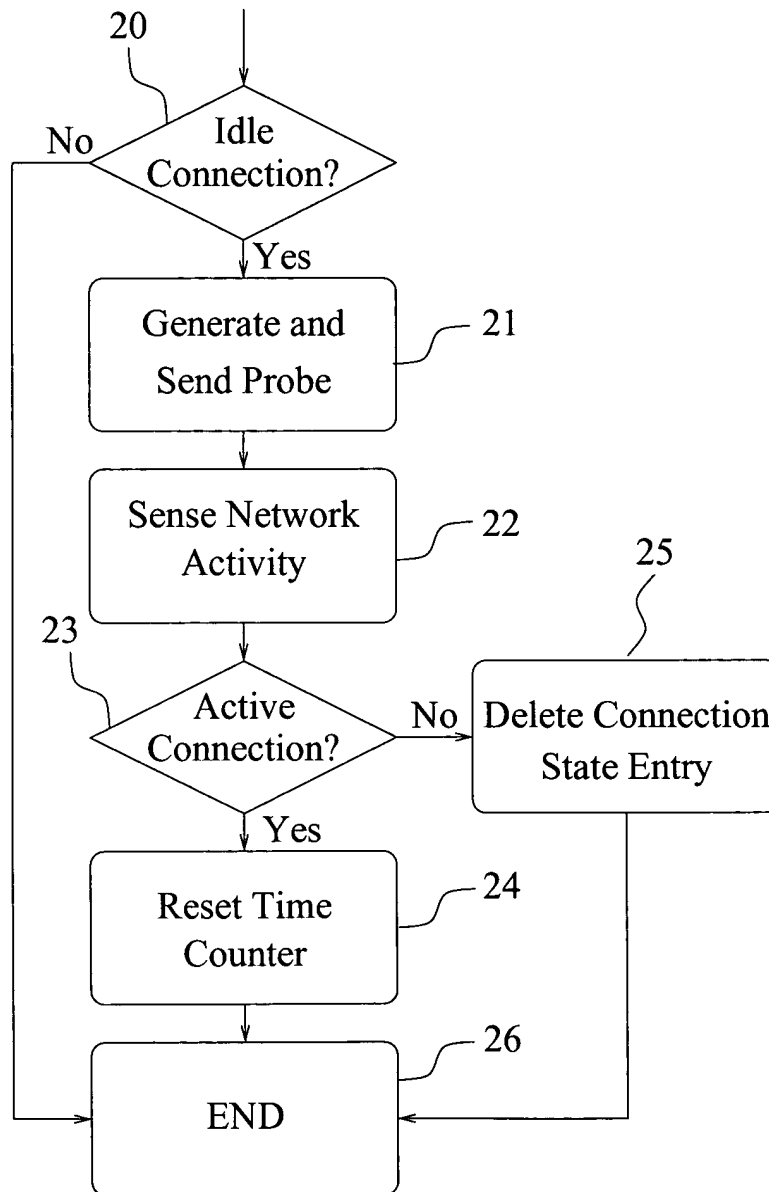 20
No
Idle
Connection?
Yes
Generate and
Send Probe
21
Sense Network
Activity
22
23
25
Active
Connection?
No
Delete Connection
State Entry
Yes
Reset Time
Counter
24
26
END